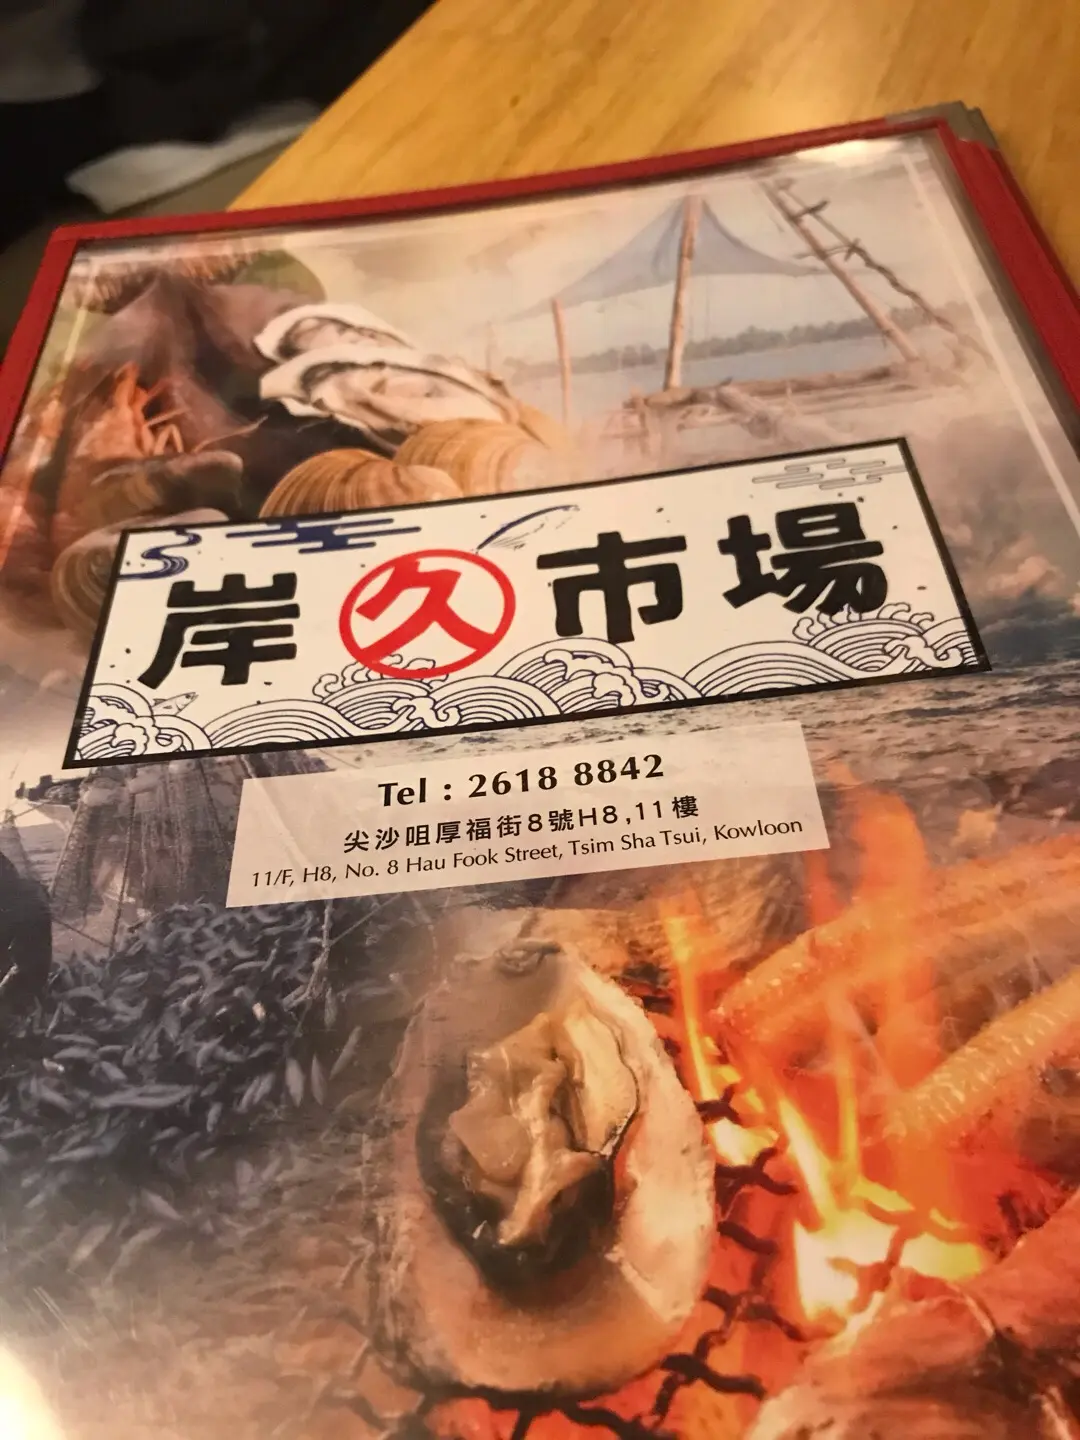 岸久市場
Tel : 2618 8842
尖沙咀厚福街8號H8,11樓
11/F, H8, No. 8 Hau Fook Street, Tsim Sha Tsui, Kowloon